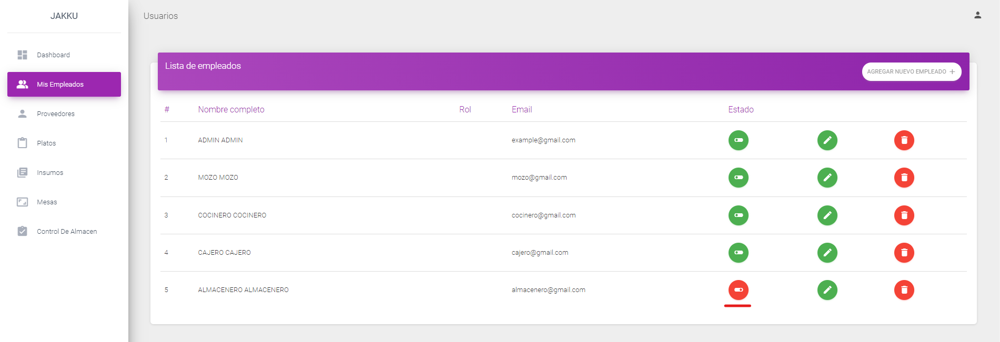 JAKKU
Usuarios
Dashboard
Mis Empleados
Proveedores
Platos
Insumos
Mesas
Control De Almacen
Lista de empleados
AGREGAR NUEVO EMPLEADO +
# Nombre completo Rol Email Estado
1 ADMIN ADMIN example@gmail.com
2 MOZO MOZO mozo@gmail.com
3 COCINERO COCINERO cocinero@gmail.com
4 CAJERO CAJERO cajero@gmail.com
5 ALMACENERO ALMACENERO almacenero@gmail.com